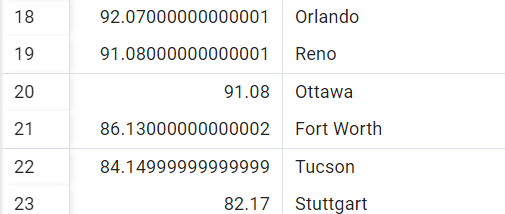 18 92.07000000000001 Orlando
19 91.08000000000001 Reno
20 91.08 Ottawa
21 86.13000000000002 Fort Worth
22 84.14999999999999 Tucson
23 82.17 Stuttgart